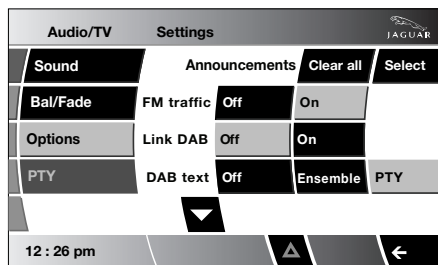 Audio/TV Settings JAGUAR
Sound Announcements Clear all Select
Bal/Fade FM traffic Off On
Options Link DAB Off On
PTY DAB text Off Ensemble PTY
12 : 26 pm